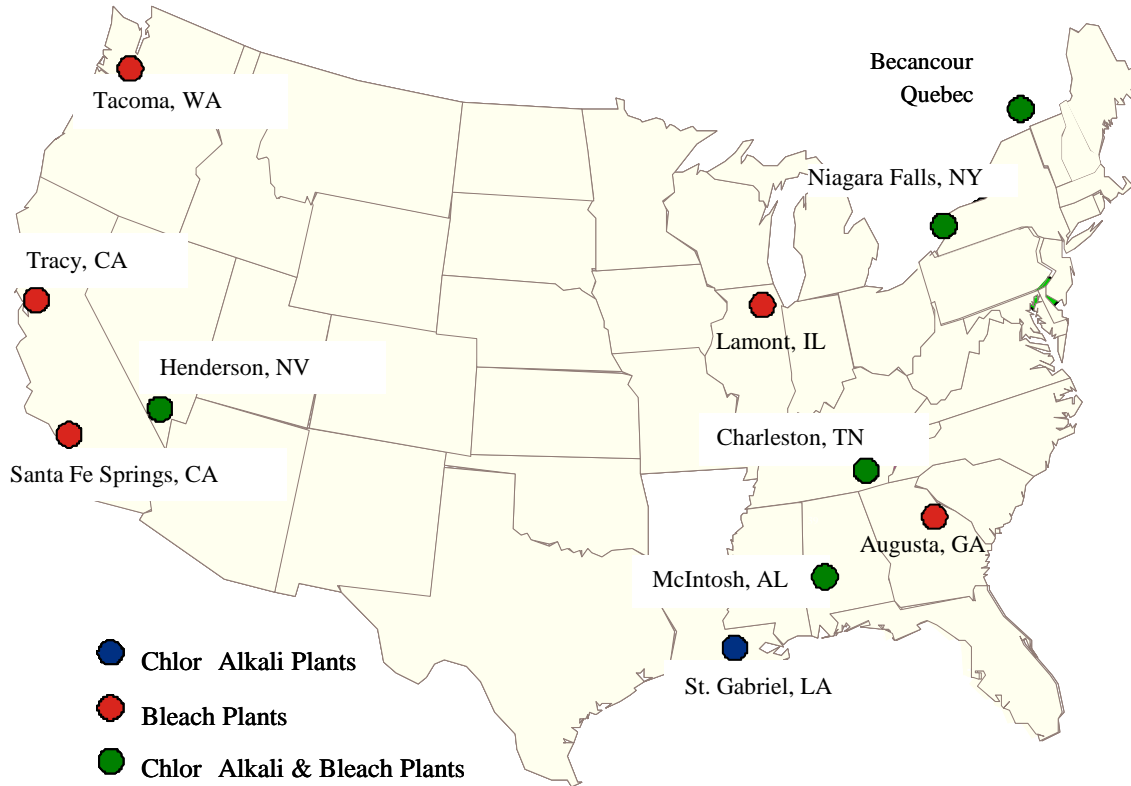 Becancour
Quebec
Tacoma, WA
Niagara Falls, NY
Tracy, CA
Lamont, IL
Henderson, NV
Charleston, TN
Santa Fe Springs, CA
Augusta, GA
McIntosh, AL
St. Gabriel, LA
Chlor Alkali Plants
Bleach Plants
Chlor Alkali & Bleach Plants